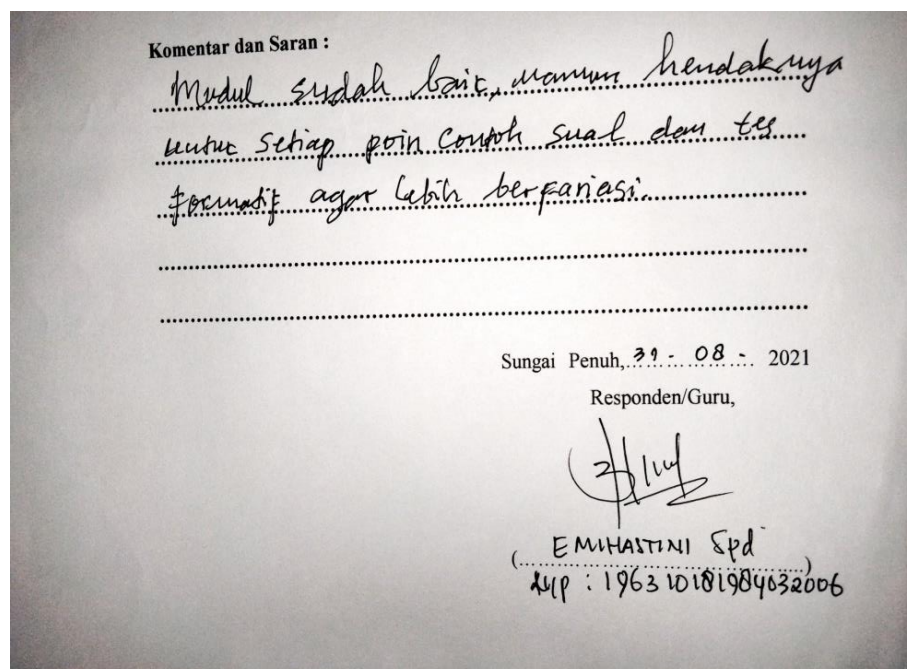 Komentar dan Saran :
Modul sudah baik, namun hendaknya
untuk setiap poin contoh soal dan tes
formatif agar lebih berfariasi.
Sungai Penuh, 31 - 08 - 2021
Responden/Guru,
(EMIHASTINI Spd)
Nip : 196310181984032006